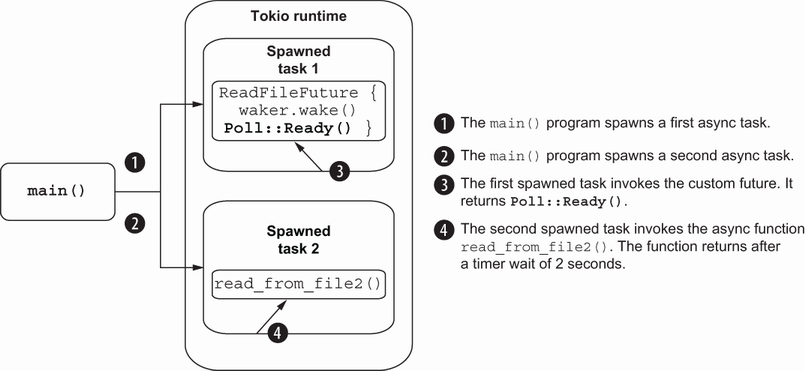 Tokio runtime
Spawned
task 1
ReadFileFuture {
waker.wake()
Poll::Ready() }
3
1
main()
2
Spawned
task 2
read_from_file2()
4
1 The main() program spawns a first async task.
2 The main() program spawns a second async task.
3 The first spawned task invokes the custom future. It
returns Poll::Ready().
4 The second spawned task invokes the async function
read_from_file2(). The function returns after
a timer wait of 2 seconds.